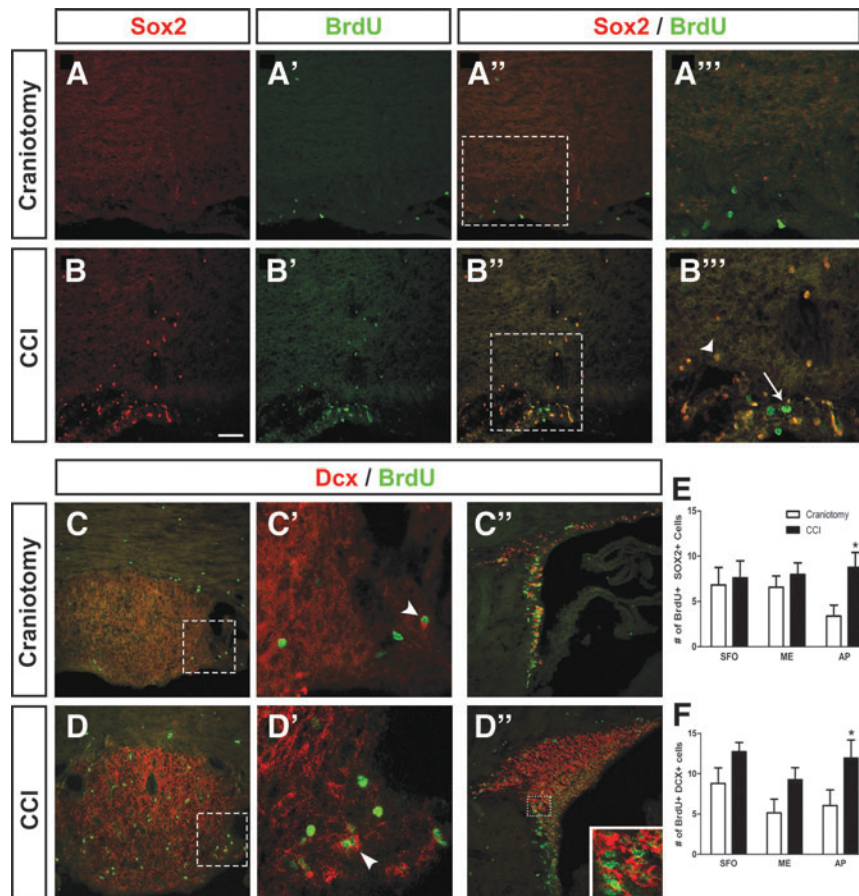 Sox2 BrdU Sox2 / BrdU
Craniotomy
A A' A'' A'''
CCI
B B' B'' B'''
Dcx / BrdU
Craniotomy
C C' C''
CCI
D D' D''
E
Craniotomy
CCI
# of BrdU+ SOX2+ Cells
15
10
5
0
*
SFO ME AP
F
# of BrdU+ DCX+ cells
15
10
5
0
*
SFO ME AP